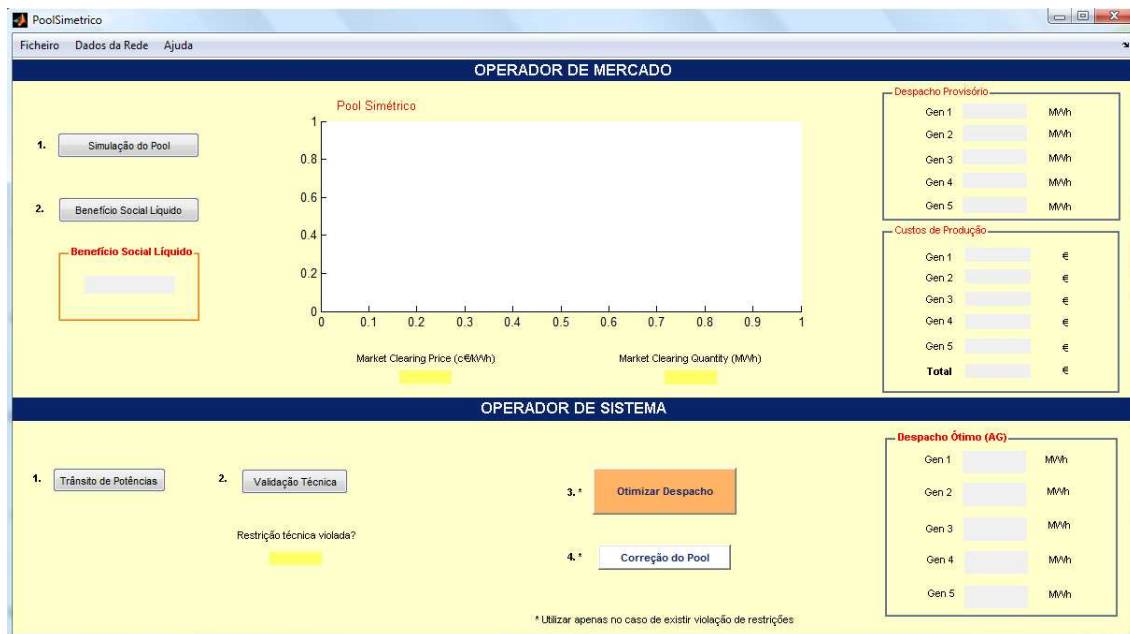 PoolSimetrico
Ficheiro Dados da Rede Ajuda
OPERADOR DE MERCADO
1. Simulação do Pool
2. Benefício Social Líquido
Benefício Social Líquido
Pool Simétrico
1
0.8
0.6
0.4
0.2
0
0 0.1 0.2 0.3 0.4 0.5 0.6 0.7 0.8 0.9 1
Market Clearing Price (c€/kWh) Market Clearing Quantity (MWh)
Despacho Provisório
Gen 1 MWh
Gen 2 MWh
Gen 3 MWh
Gen 4 MWh
Gen 5 MWh
Custos de Produção
Gen 1 €
Gen 2 €
Gen 3 €
Gen 4 €
Gen 5 €
Total €
OPERADOR DE SISTEMA
1. Trânsito de Potências 2. Validação Técnica
Restrição técnica violada?
3. * Otimizar Despacho
4. * Correção do Pool
* Utilizar apenas no caso de existir violação de restrições
Despacho Ótimo (AG)
Gen 1 MWh
Gen 2 MWh
Gen 3 MWh
Gen 4 MWh
Gen 5 MWh